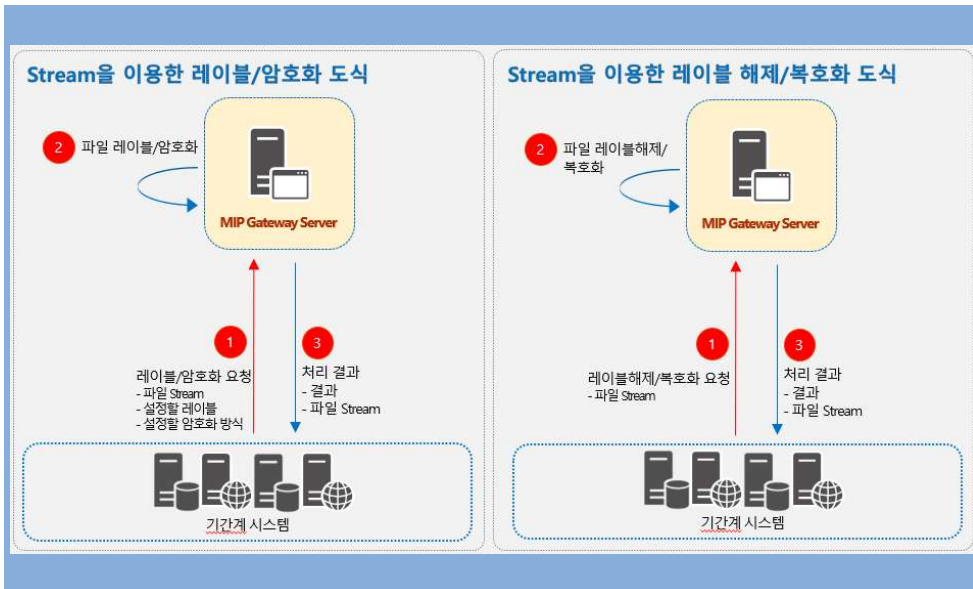 Stream을 이용한 레이블/암호화 도식
2
파일 레이블/암호화
MIP Gateway Server
1
레이블/암호화 요청
- 파일 Stream
- 설정할 레이블
- 설정할 암호화 방식
3
처리 결과
- 결과
- 파일 Stream
기간계 시스템
Stream을 이용한 레이블 해제/복호화 도식
2
파일 레이블해제/
복호화
MIP Gateway Server
1
레이블해제/복호화 요청
- 파일 Stream
3
처리 결과
- 결과
- 파일 Stream
기간계 시스템